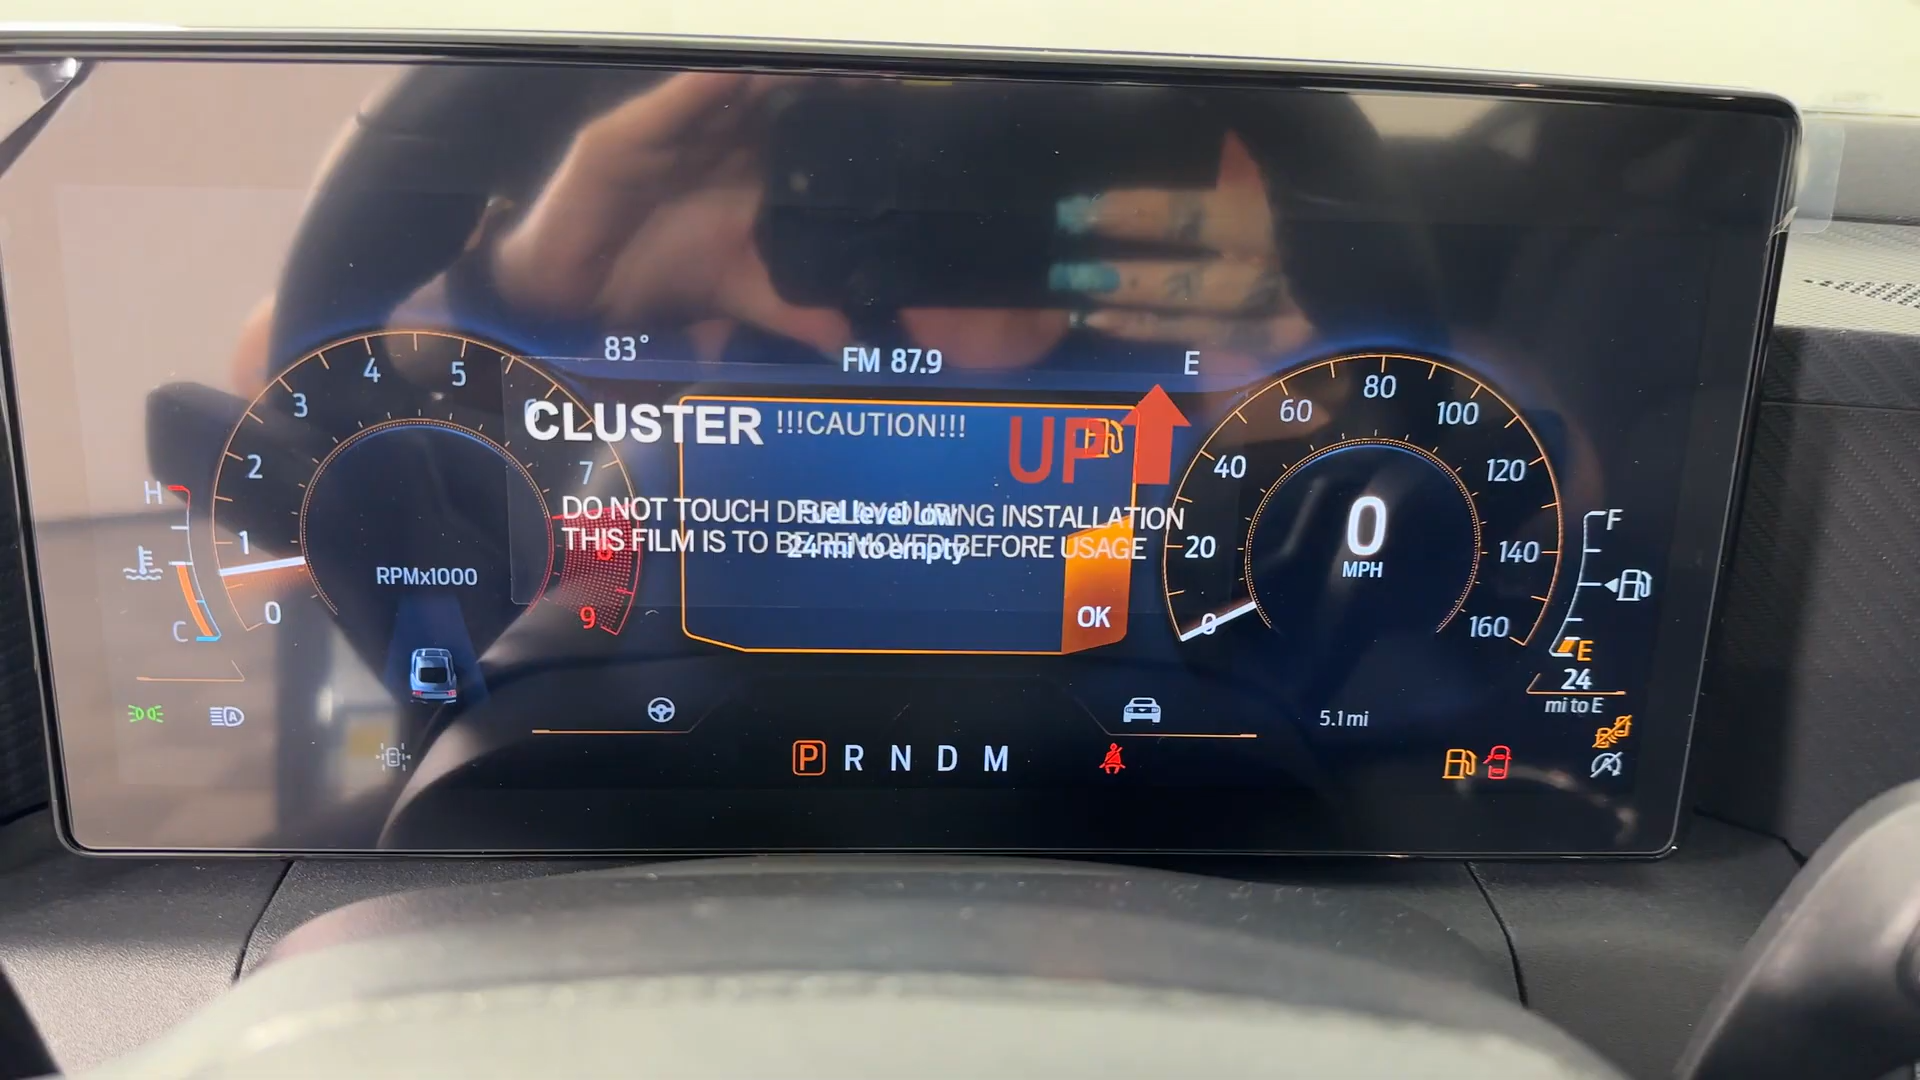 83°
FM 87.9
E
CLUSTER !!!CAUTION!!! UP
DO NOT TOUCH DISPLAY DURING INSTALLATION
THIS FILM IS TO BE REMOVED BEFORE USAGE
Fuel level low
24 mi to empty
OK
H
C
0
1
2
3
4
5
6
7
8
9
RPMx1000
0
20
40
60
80
100
120
140
160
0
MPH
F
E
24
mi to E
5.1 mi
A
P R N D M